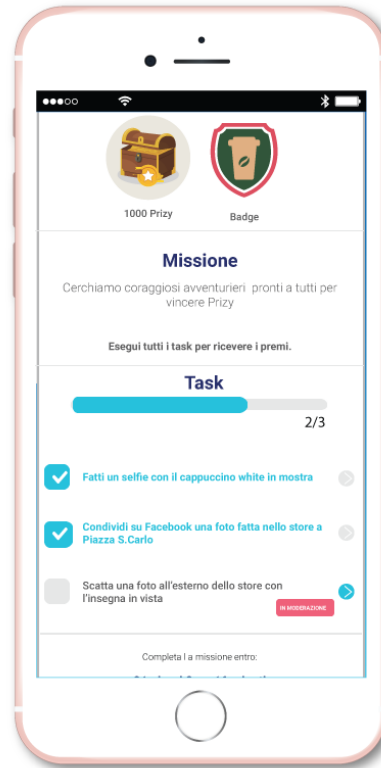 1000 Prizy
Badge
Missione
Cerchiamo coraggiosi avventurieri pronti a tutti per
vincere Prizy
Esegui tutti i task per ricevere i premi.
Task
2/3
Fatti un selfie con il cappuccino white in mostra
Condividi su Facebook una foto fatta nello store a
Piazza S.Carlo
Scatta una foto all'esterno dello store con
l'insegna in vista
IN MODERAZIONE
Completa l a missione entro: